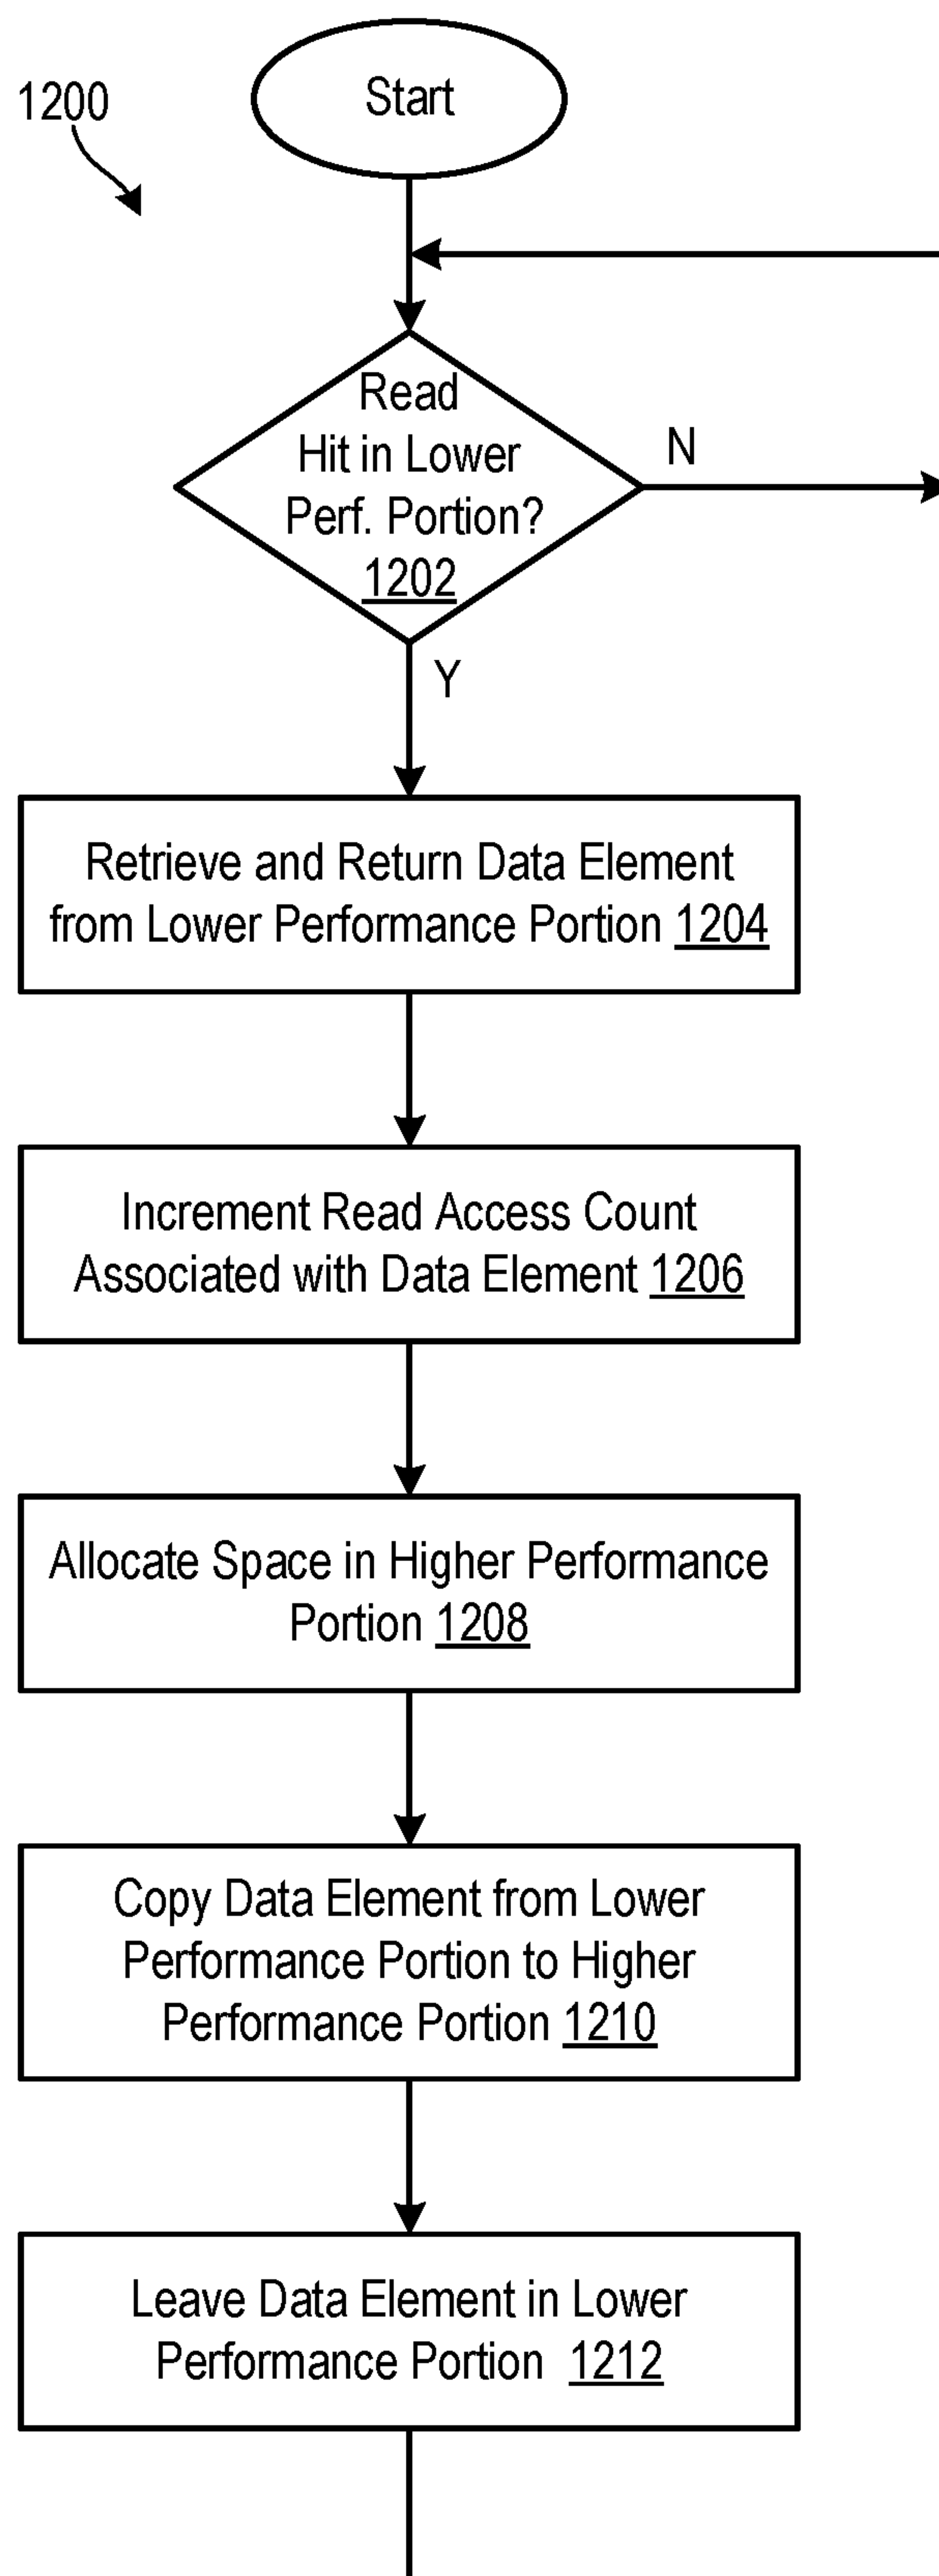 Start
1200
Read
Hit in Lower
Perf. Portion?
1202
N
Y
Retrieve and Return Data Element
from Lower Performance Portion 1204
Increment Read Access Count
Associated with Data Element 1206
Allocate Space in Higher Performance
Portion 1208
Copy Data Element from Lower
Performance Portion to Higher
Performance Portion 1210
Leave Data Element in Lower
Performance Portion 1212